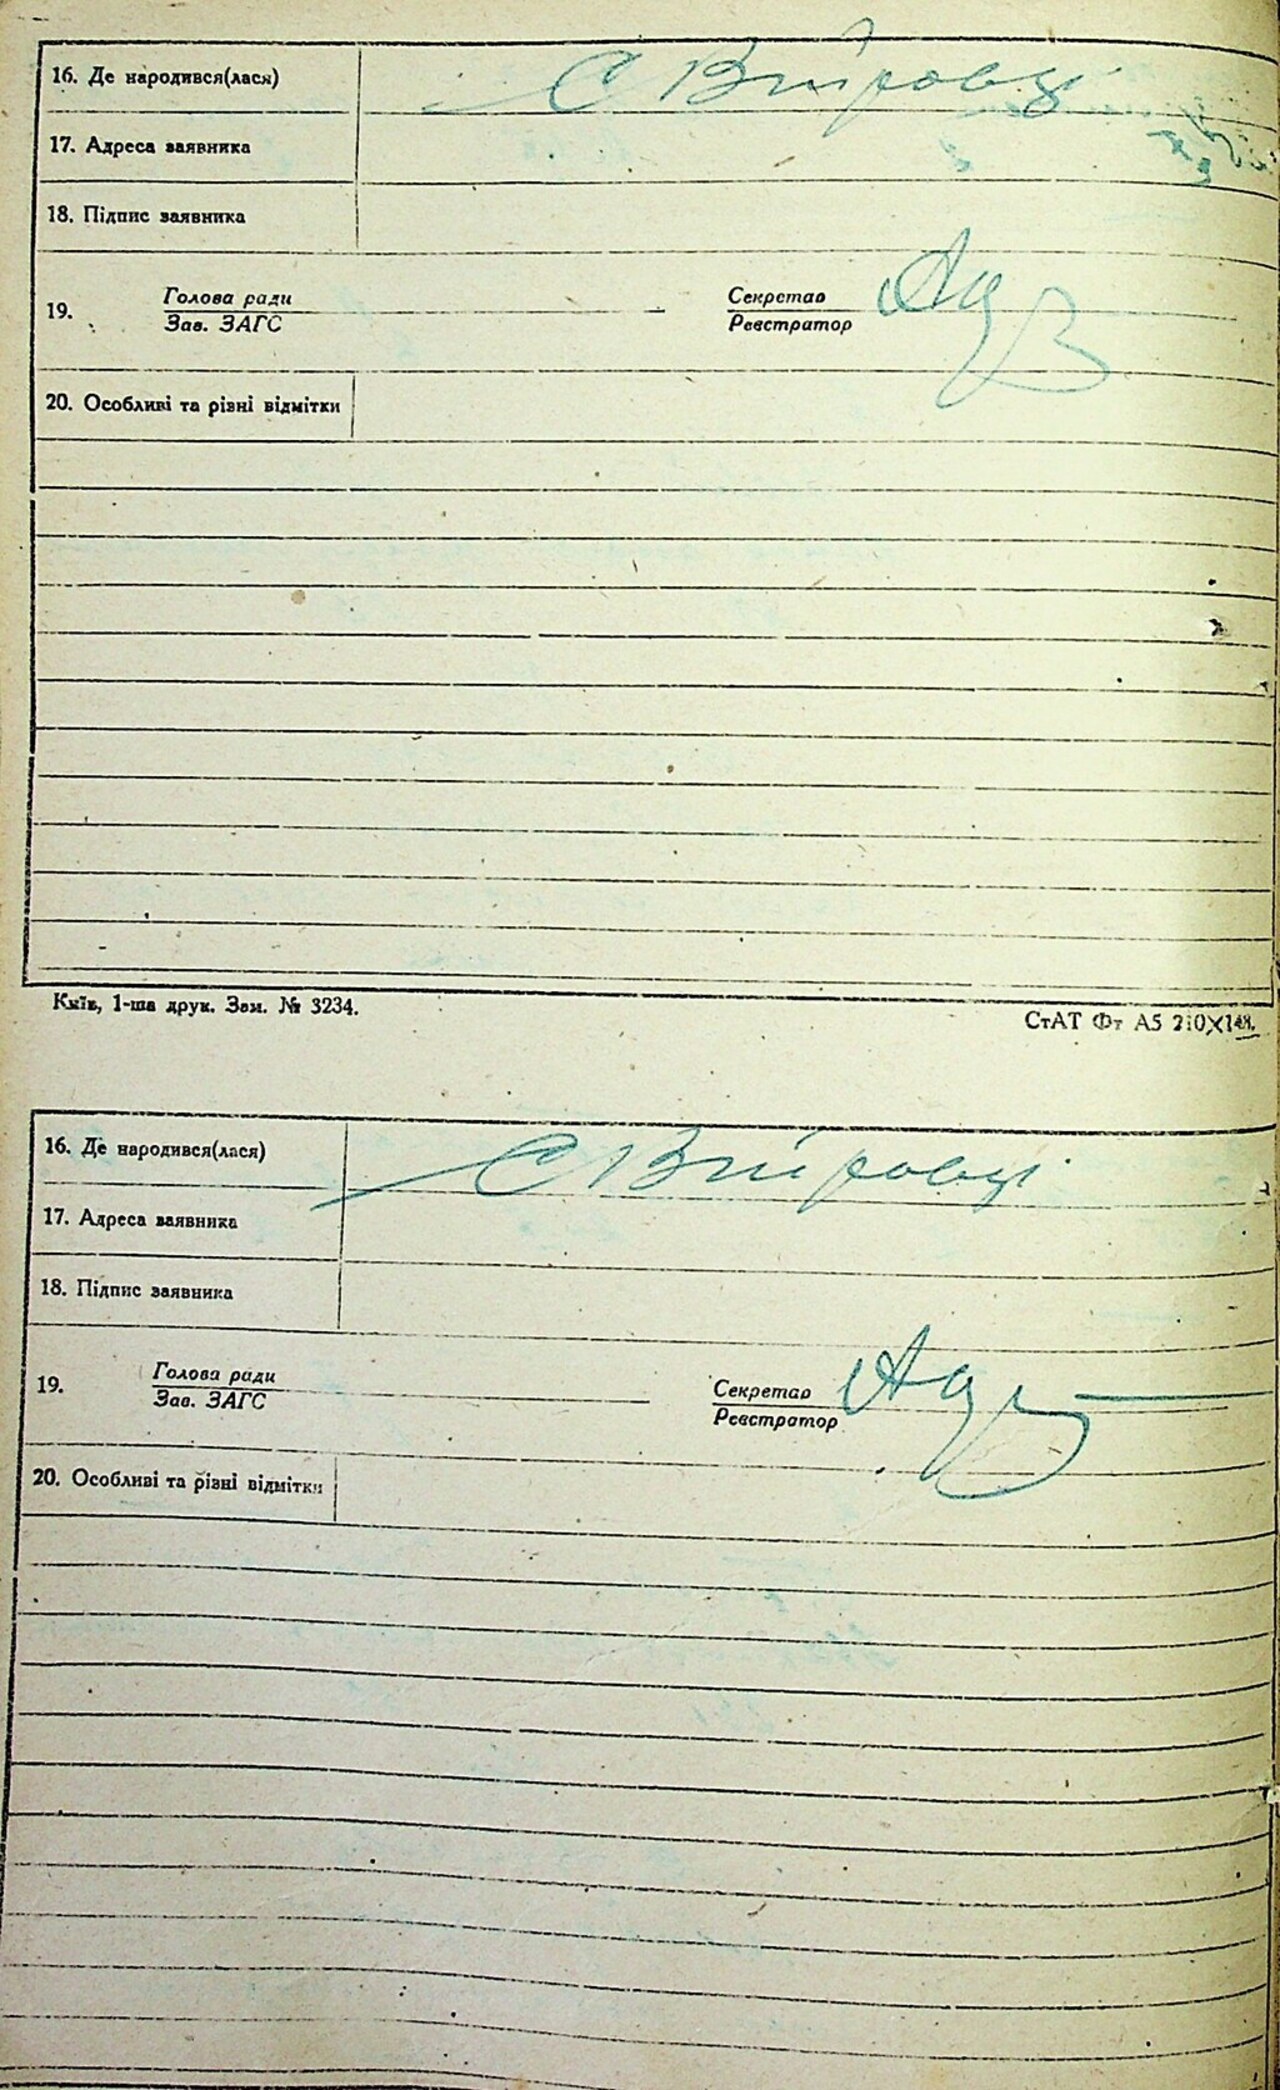 16. Де народився(лася) С Вітровці
17. Адреса заявника
18. Підпис заявника
19. Голова ради Секретар
Зав. ЗАГС Реєстратор
20. Особливі та різні відмітки
Київ, 1-ша друк. Зам. № 3234.
СтАТ Фт А5 210X148.
16. Де народився(лася) С Вітровці
17. Адреса заявника
18. Підпис заявника
19. Голова ради Секретар
Зав. ЗАГС Реєстратор
20. Особливі та різні відмітки